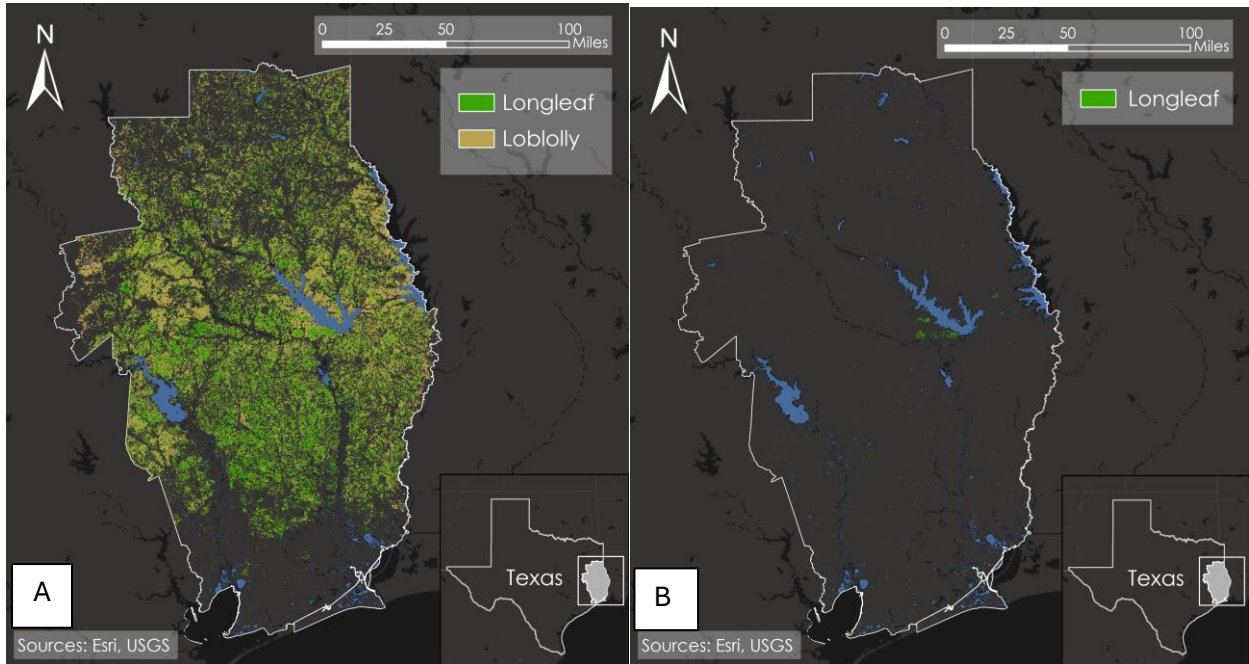 0 25 50 100
Miles
N
Longleaf
Loblolly
Texas
A
Sources: Esri, USGS
0 25 50 100
Miles
N
Longleaf
Texas
B
Sources: Esri, USGS